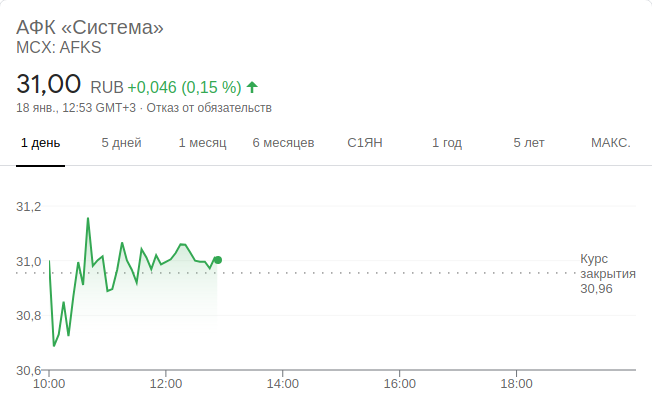 АФК «Система»
MCX: AFKS
31,00 RUB +0,046 (0,15 %)
18 янв., 12:53 GMT+3 · Отказ от обязательств
1 день 5 дней 1 месяц 6 месяцев С1ЯН 1 год 5 лет МАКС.
31,2
31,0
Курс
закрытия
30,96
30,8
30,6
10:00 12:00 14:00 16:00 18:00